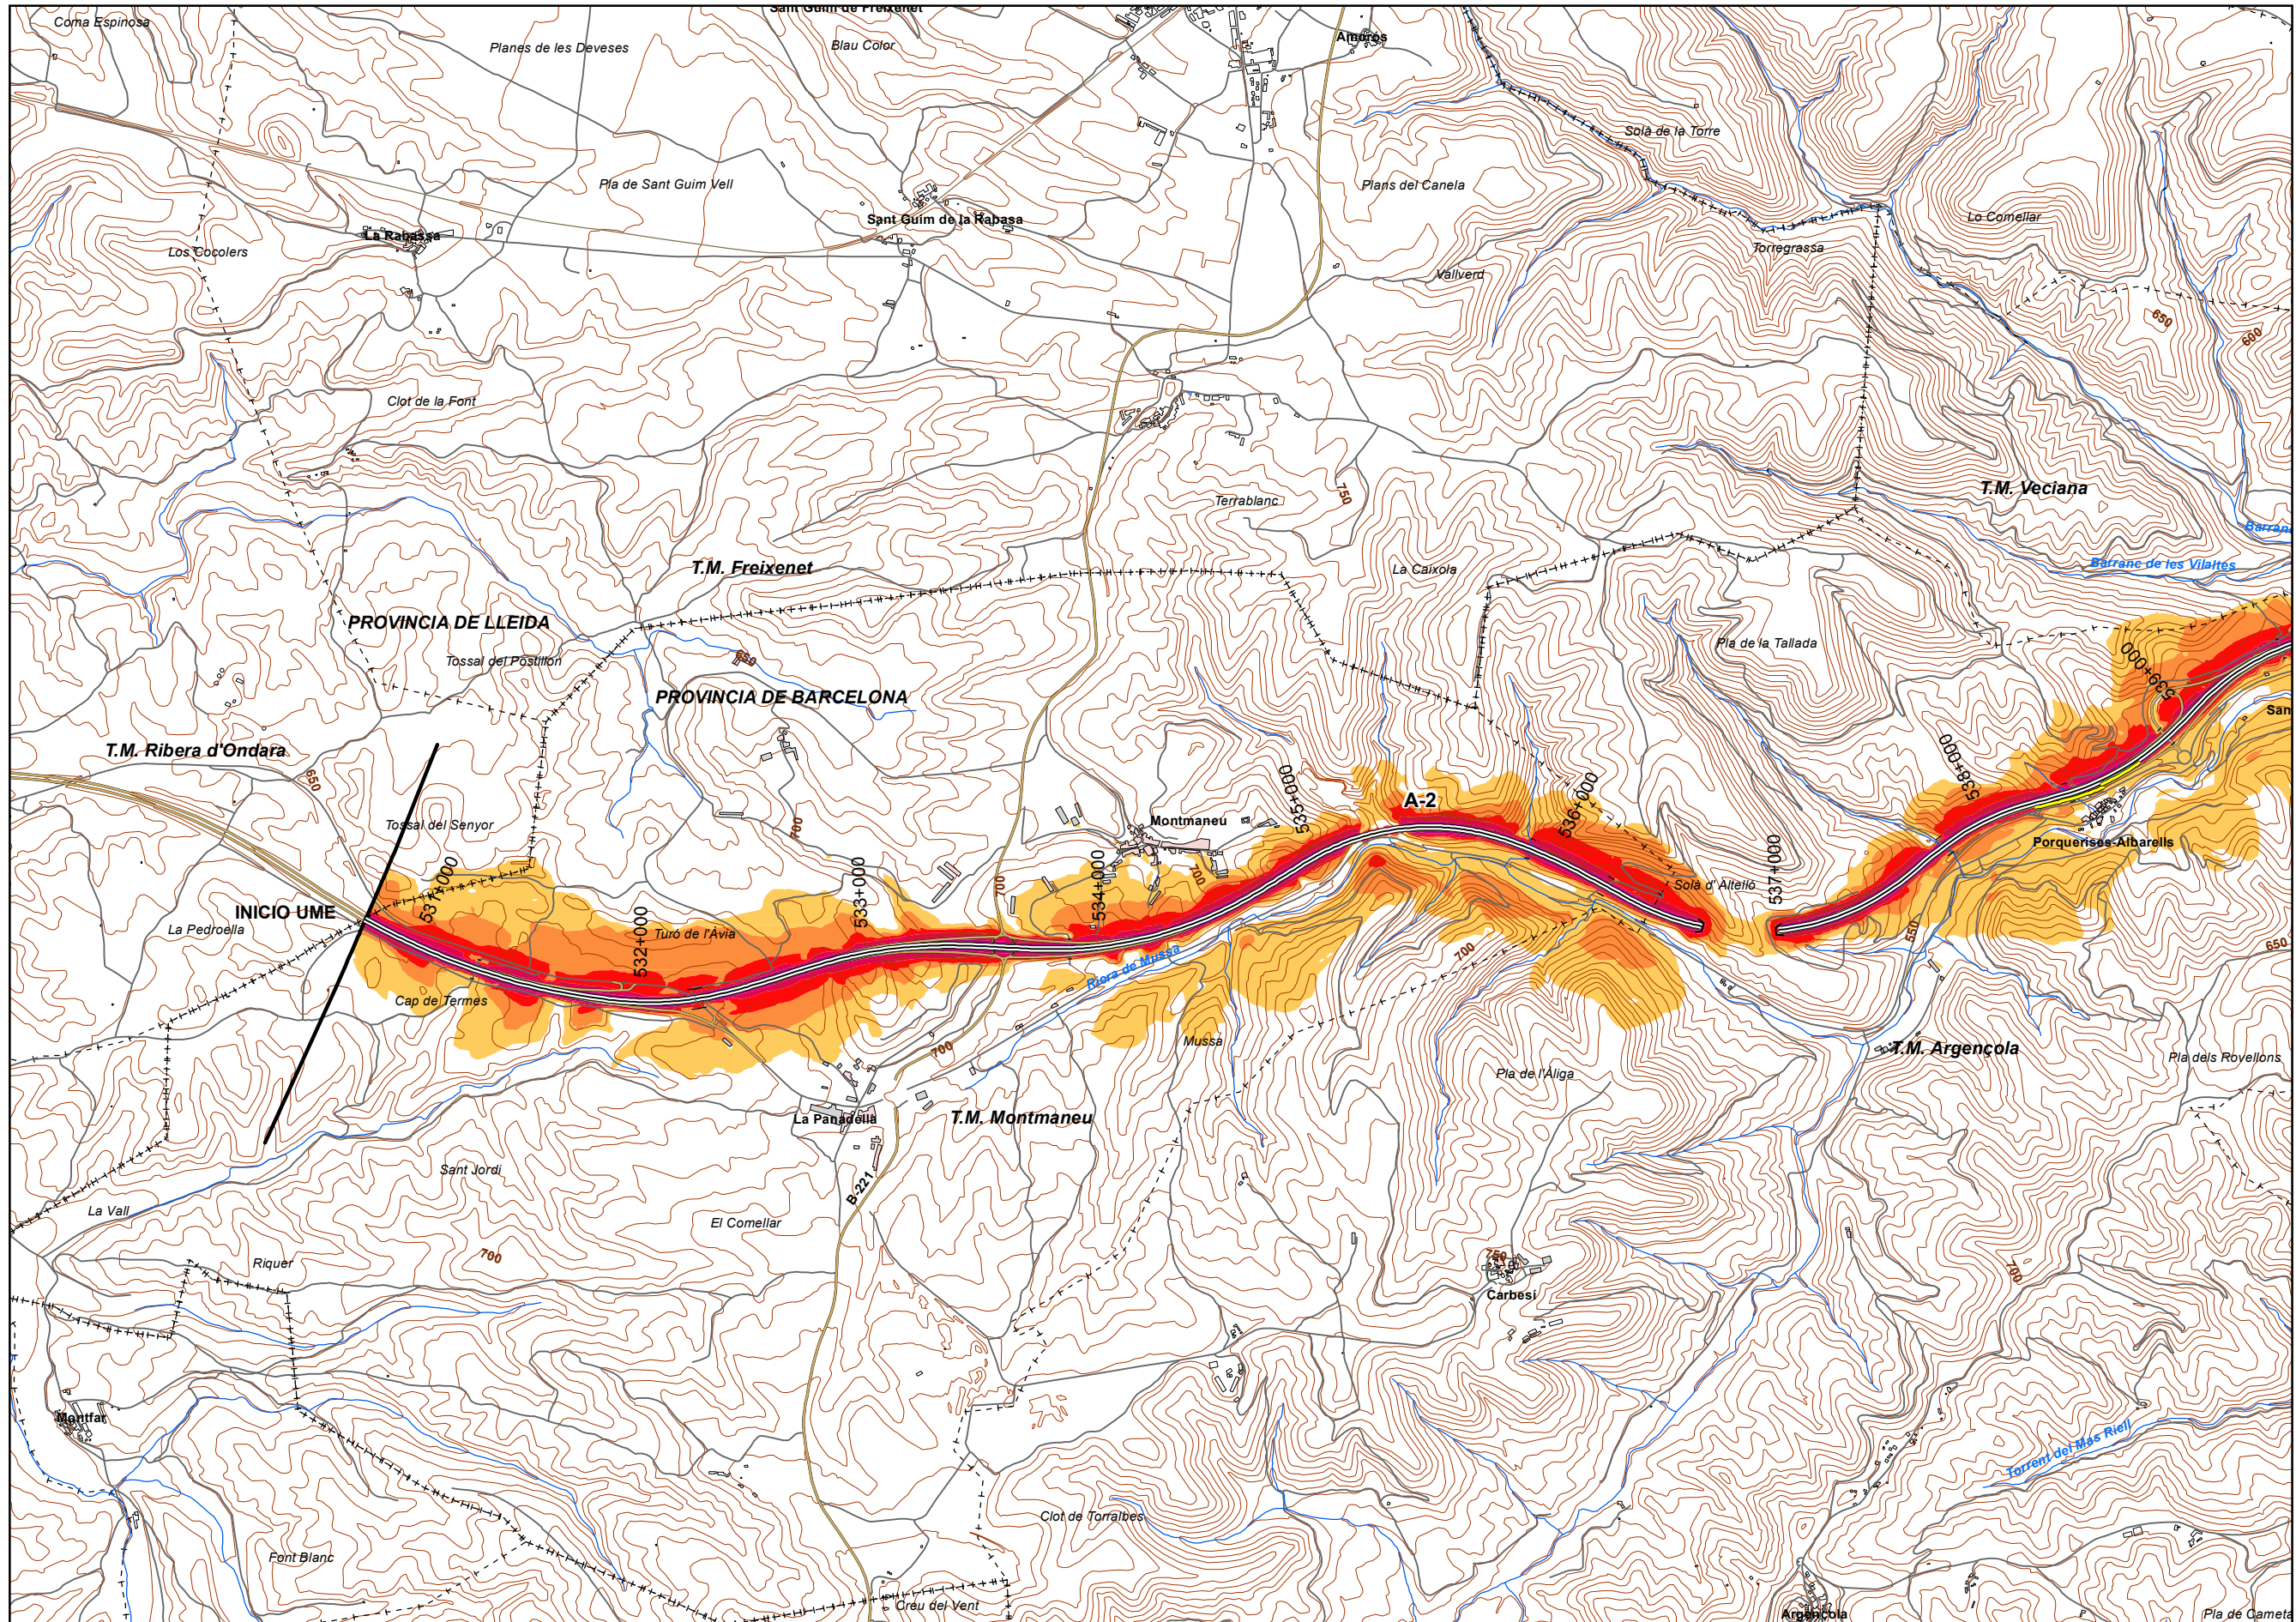 Sant Guim de Freixenet
Coma Espinosa
Planes de les Deveses
Blau Color
Amorós
Solà de la Torre
Pla de Sant Guim Vell
Plans del Canela
Sant Guim de la Rabasa
Lo Comellar
La Rabassa
Los Cocolers
Torregrassa
Vallverd
650
600
Clot de la Font
Terrablanc
750
T.M. Veciana
Barran
Barranc de les Vilaltes
T.M. Freixenet
La Caixola
PROVINCIA DE LLEIDA
Pla de la Tallada
Tossal del Postillon
650
539+000
PROVINCIA DE BARCELONA
San
T.M. Ribera d'Ondara
650
538+000
535+000
536+000
A-2
Tossal del Senyor
700
Montmaneu
Porquerises-Albarells
531+000
533+000
534+000
700
700
537+000
Solà d'Altelló
INICIO UME
La Pedroella
Turó de l'Àvia
532+000
550
650
700
Riera de Mussa
Cap de Termes
Mussa
700
T.M. Argençola
Pla dels Rovellons
Pla de l'Àliga
La Panadella
T.M. Montmaneu
Sant Jordi
B-221
La Vall
El Comellar
Riquer
700
750
700
Carbesí
Montfar
Torrent del Mas Riell
Clot de Torralbes
Font Blanc
Creu del Vent
Argençola
Pla de Cameta